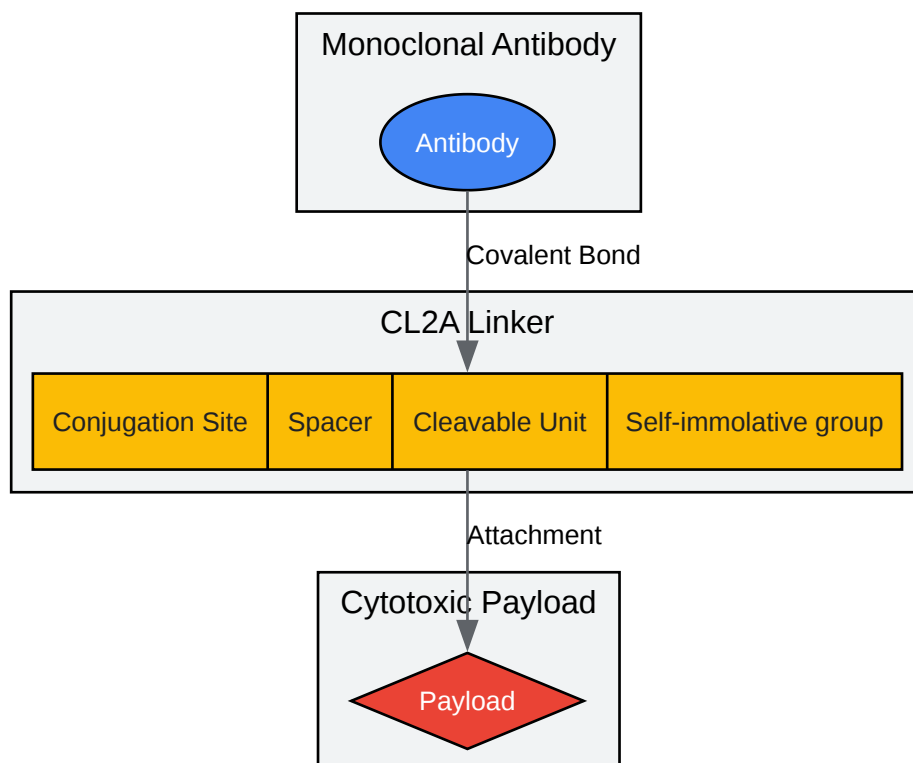 Monoclonal Antibody
Antibody
Covalent Bond
CL2A Linker
Conjugation Site
Spacer
Cleavable Unit
Self-immolative group
Attachment
Cytotoxic Payload
Payload